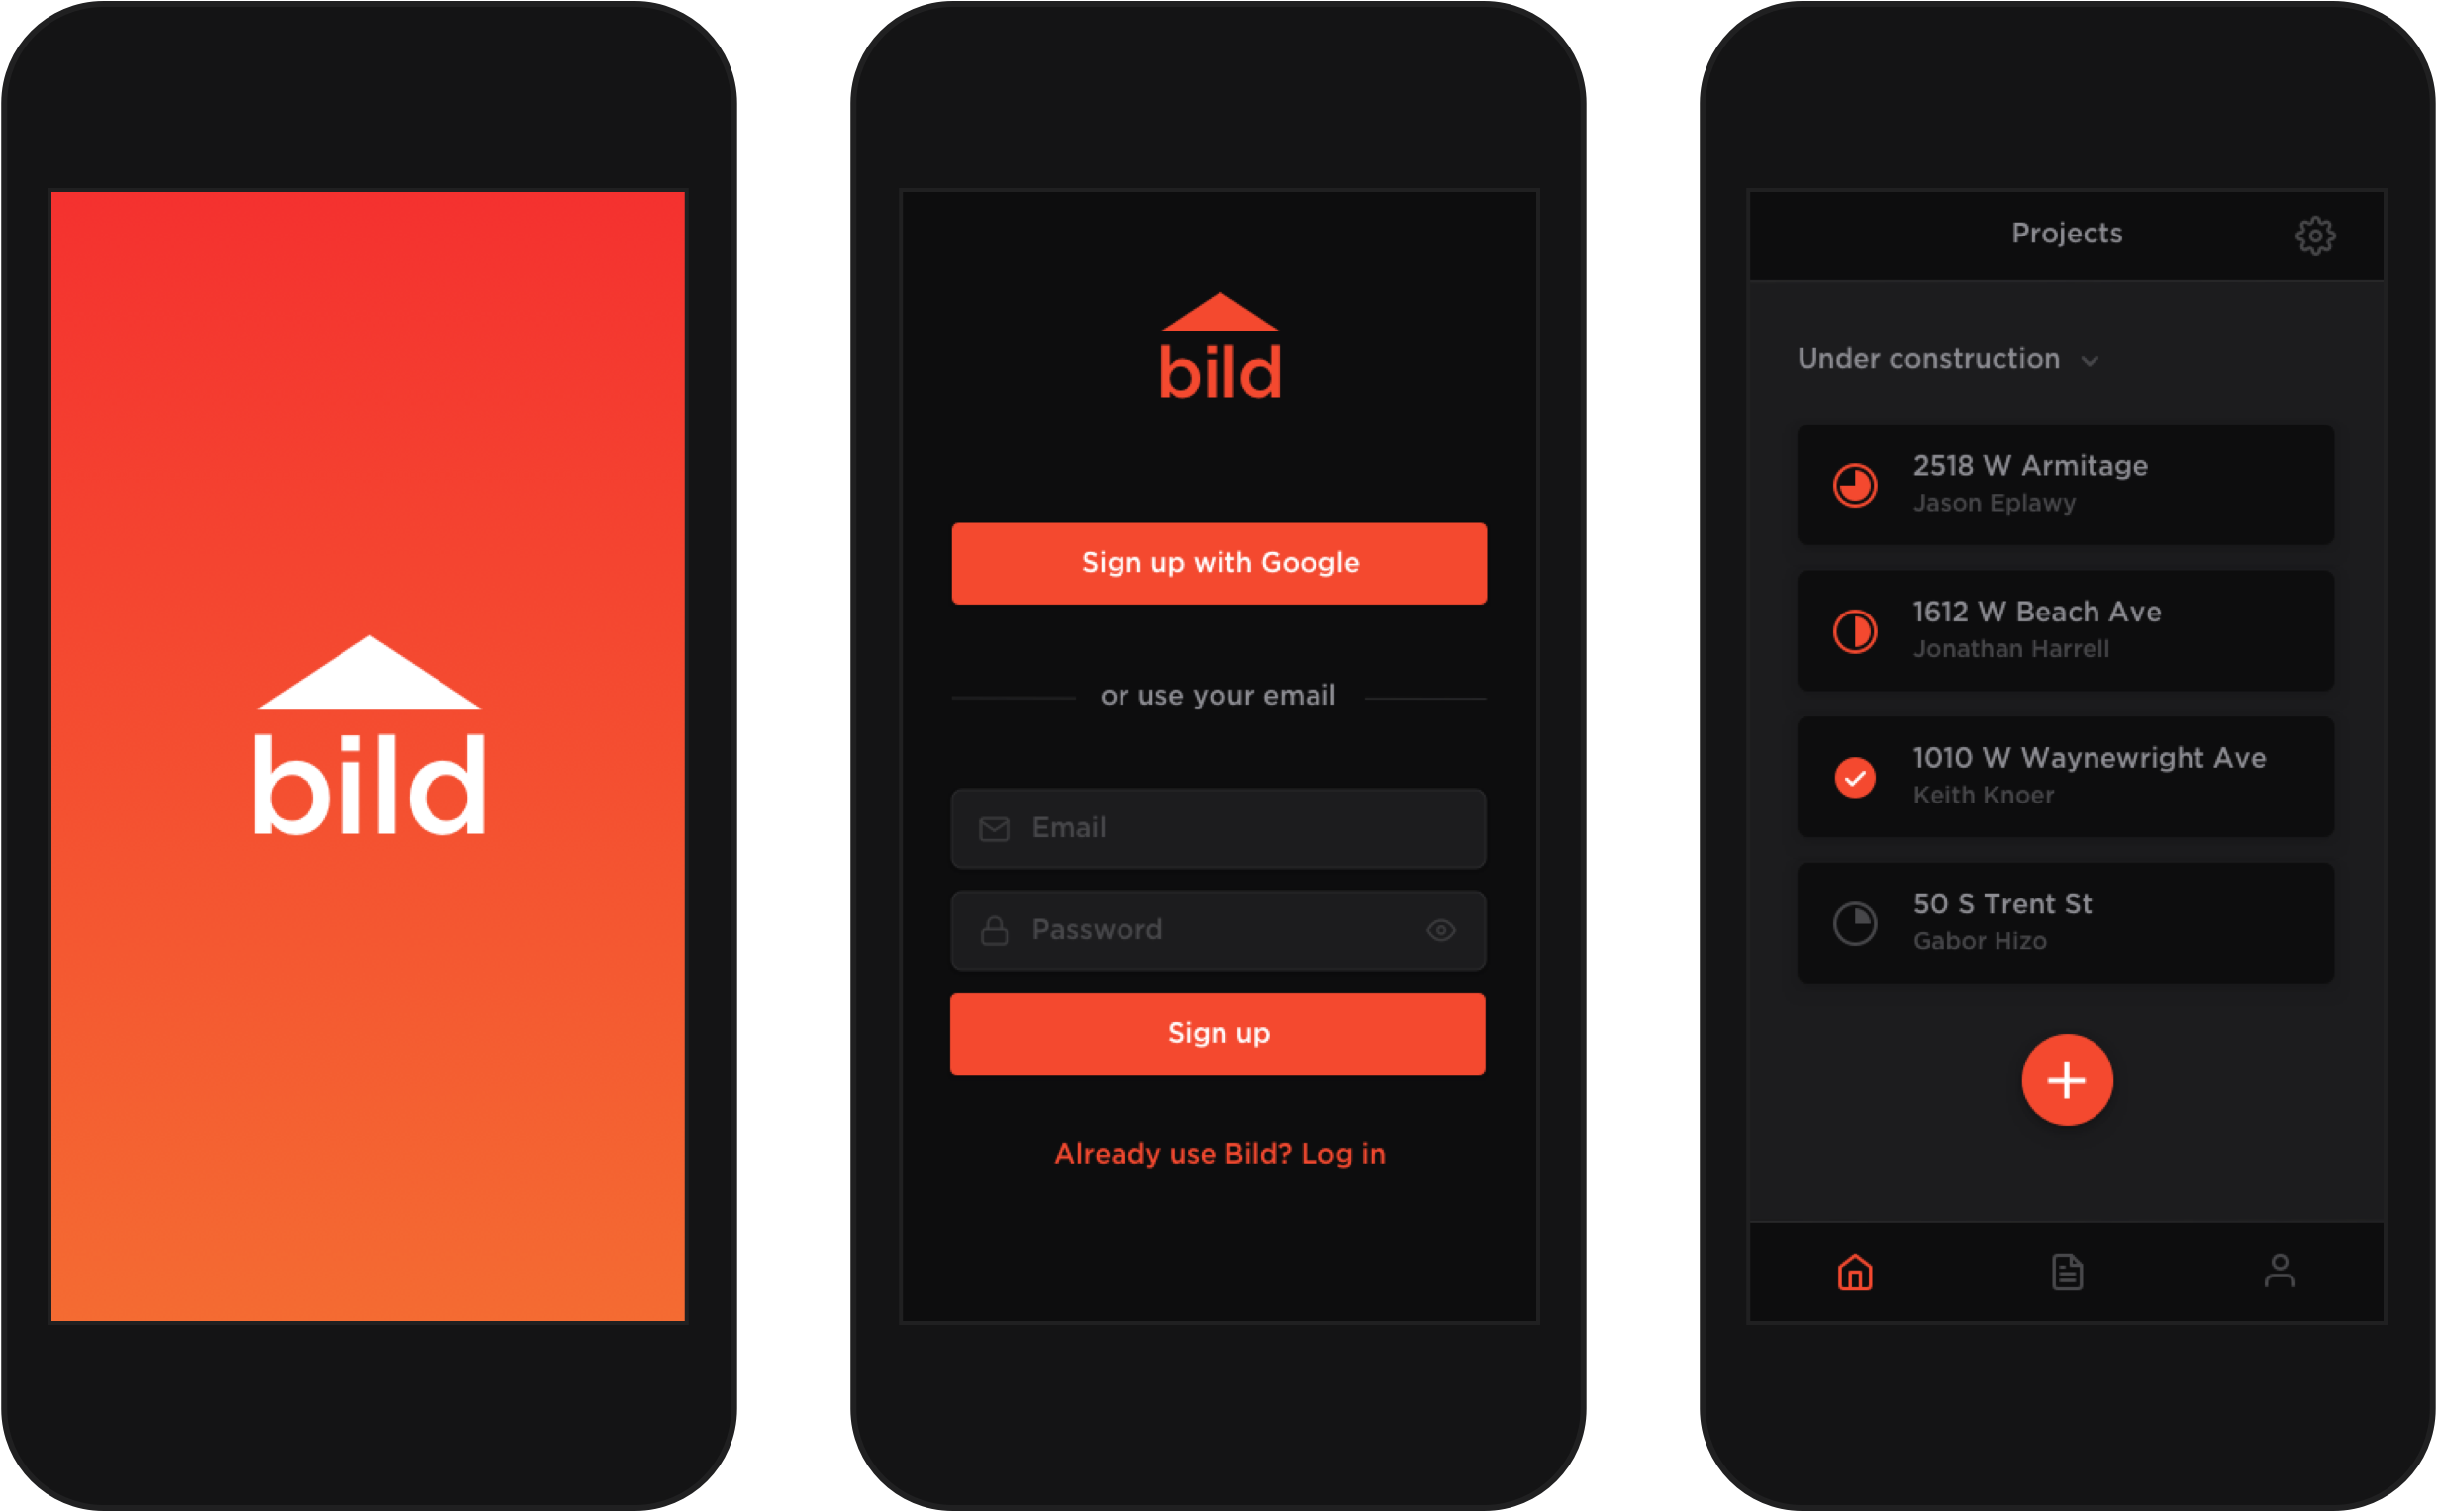 bild
bild
Sign up with Google
or use your email
Email
Password
Sign up
Already use Bild? Log in
Projects
Under construction
2518 W Armitage
Jason Eplawy
1612 W Beach Ave
Jonathan Harrell
1010 W Waynewright Ave
Keith Knoer
50 S Trent St
Gabor Hizo